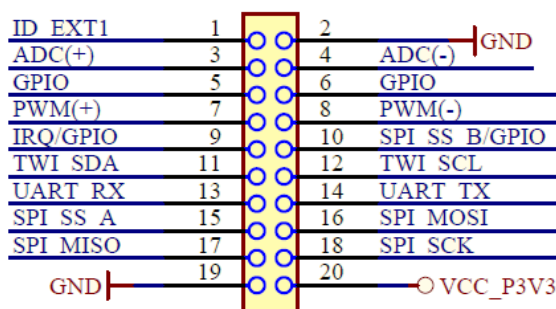 ID_EXT1 1 2 GND
ADC(+) 3 4 ADC(-)
GPIO 5 6 GPIO
PWM(+) 7 8 PWM(-)
IRQ/GPIO 9 10 SPI_SS_B/GPIO
TWI_SDA 11 12 TWI_SCL
UART_RX 13 14 UART_TX
SPI_SS_A 15 16 SPI_MOSI
SPI_MISO 17 18 SPI_SCK
GND 19 20 VCC_P3V3